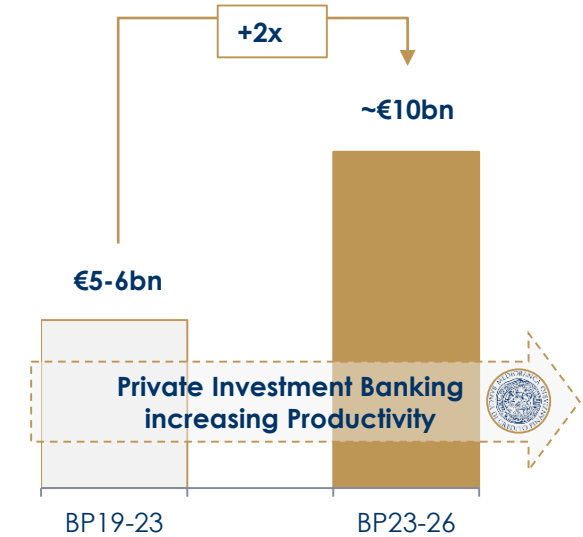 +2x
~€10bn
€5-6bn
Private Investment Banking
increasing Productivity
BP19-23
BP23-26